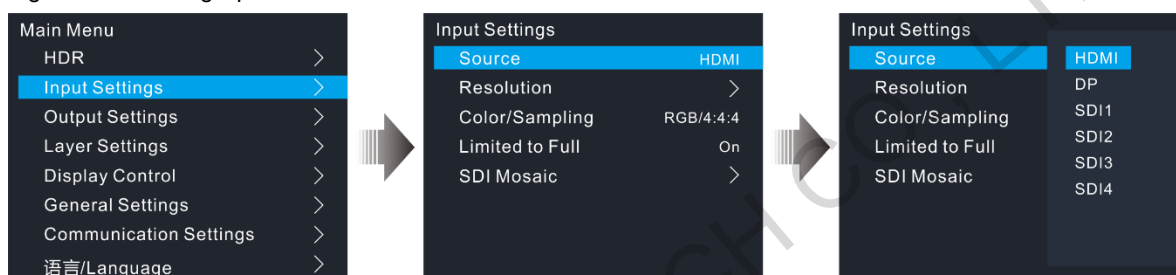 Main Menu
HDR
Input Settings
Output Settings
Layer Settings
Display Control
General Settings
Communication Settings
语言/Language
Input Settings
Source HDMI
Resolution
Color/Sampling RGB/4:4:4
Limited to Full On
SDI Mosaic
Input Settings
Source
Resolution
Color/Sampling
Limited to Full
SDI Mosaic
HDMI
DP
SDI1
SDI2
SDI3
SDI4